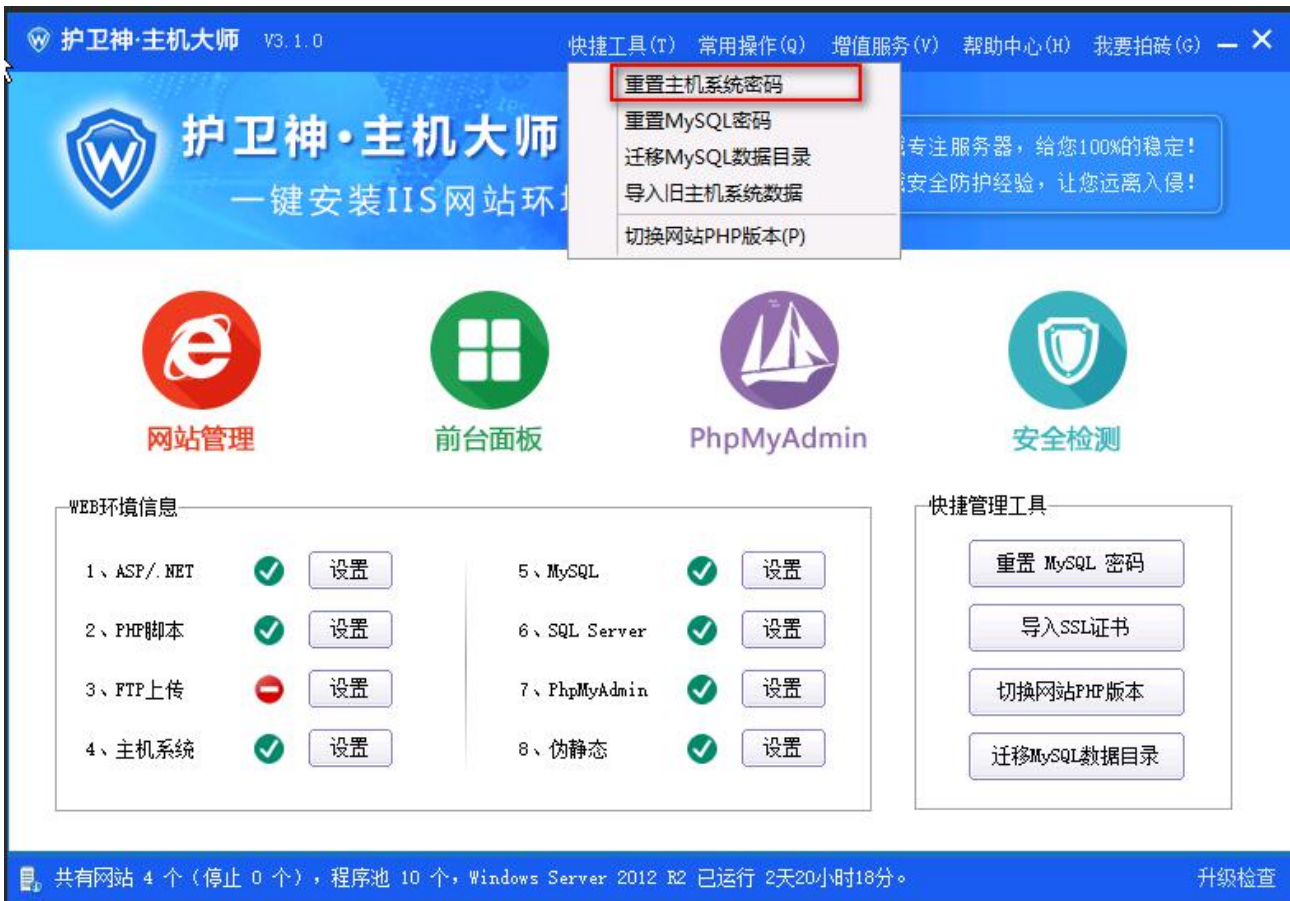 护卫神·主机大师 V3.1.0 快捷工具(T) 常用操作(Q) 增值服务(V) 帮助中心(H) 我要拍砖(G)
重置主机系统密码
重置MySQL密码
迁移MySQL数据目录
导入旧主机系统数据
切换网站PHP版本(P)
护卫神·主机大师
一键安装IIS网站环
专注服务器,给您100%的稳定!
安全防护经验,让您远离入侵!
网站管理 前台面板 PhpMyAdmin 安全检测
WEB环境信息
1、ASP/.NET 设置 5、MySQL 设置
2、PHP脚本 设置 6、SQL Server 设置
3、FTP上传 设置 7、PhpMyAdmin 设置
4、主机系统 设置 8、伪静态 设置
快捷管理工具
重置 MySQL 密码
导入SSL证书
切换网站PHP版本
迁移MySQL数据目录
共有网站 4 个(停止 0 个),程序池 10 个,Windows Server 2012 R2 已运行 2天20小时18分。 升级检查